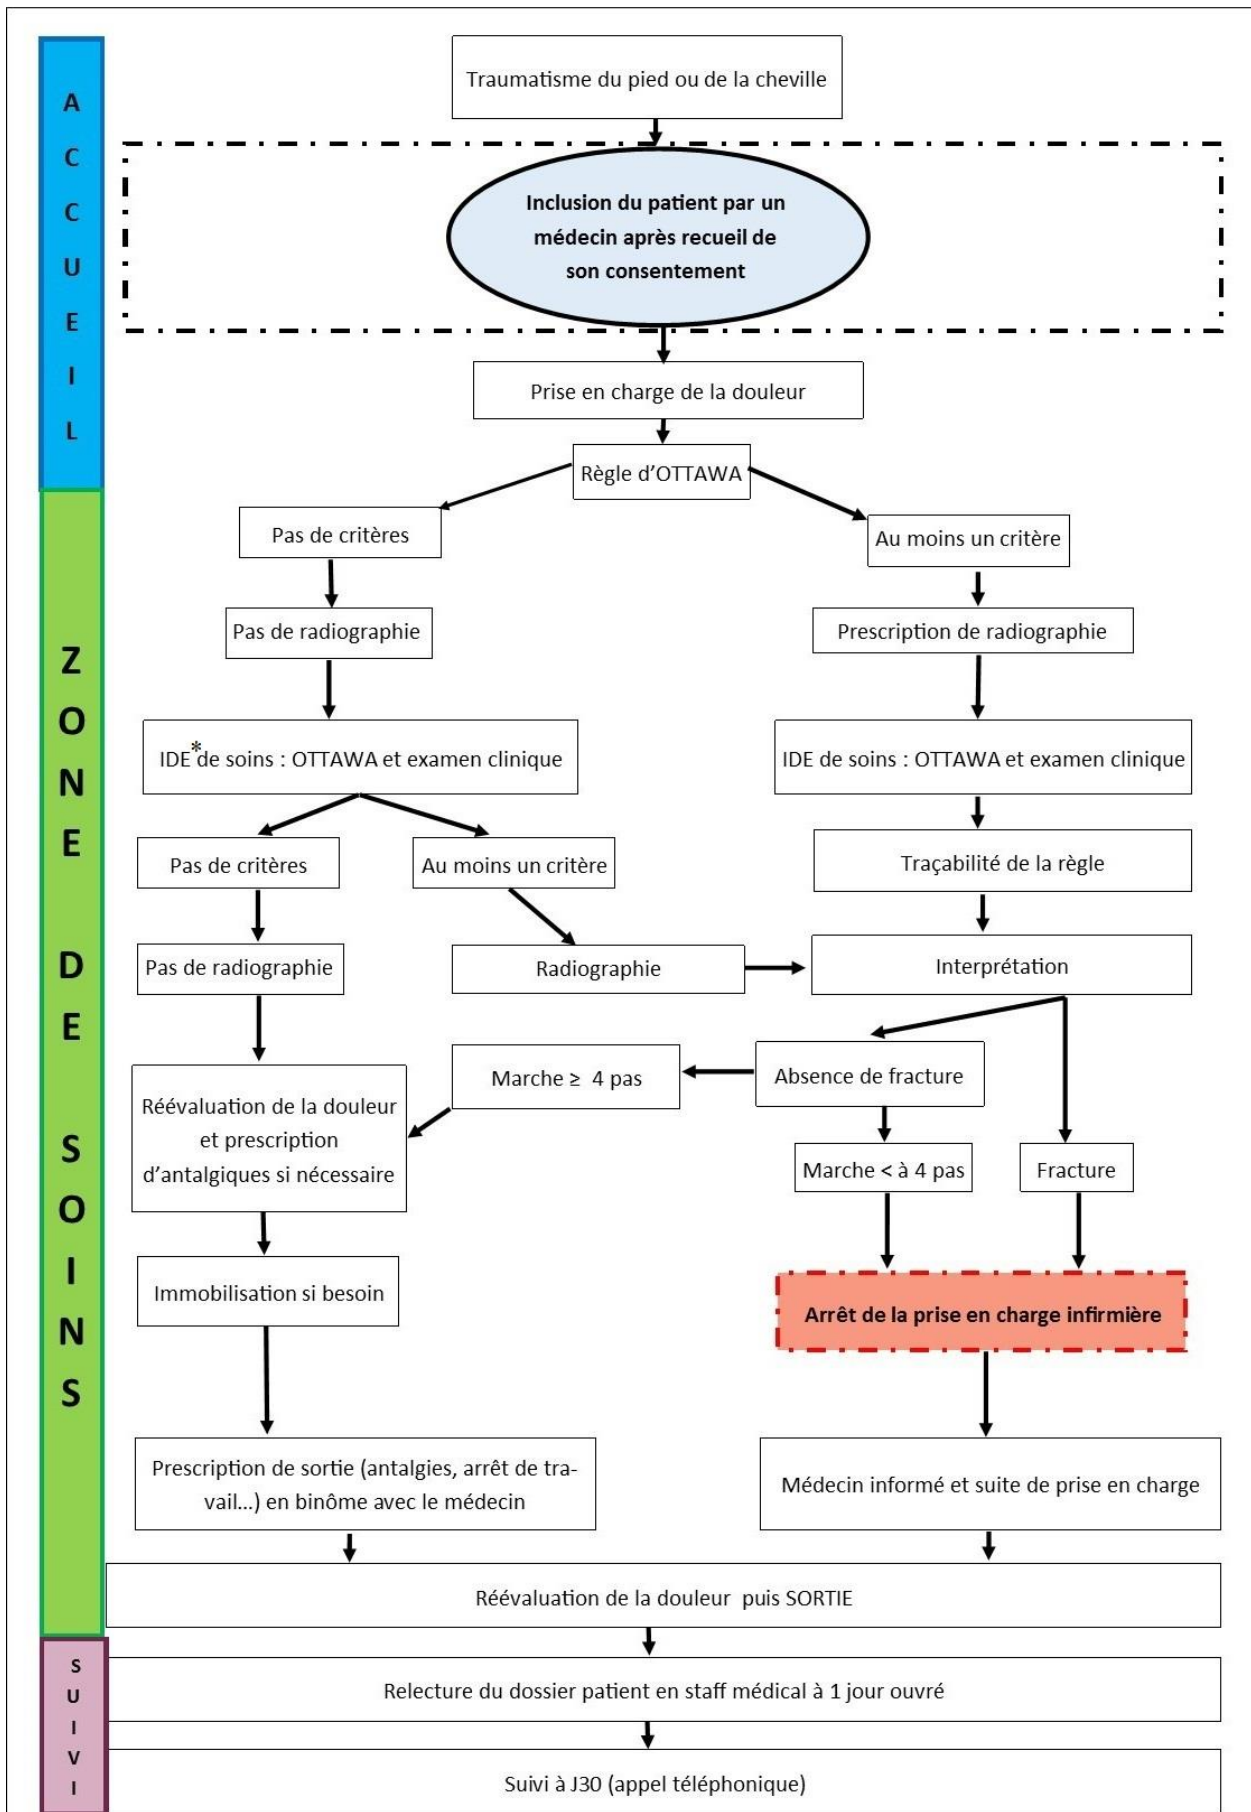 ACCUEIL
Traumatisme du pied ou de la cheville
Inclusion du patient par un
médecin après recueil de
son consentement
Prise en charge de la douleur
Règle d'OTTAWA
ZONE DE SOINS
Pas de critères
Au moins un critère
Pas de radiographie
Prescription de radiographie
IDE* de soins : OTTAWA et examen clinique
IDE de soins : OTTAWA et examen clinique
Pas de critères
Au moins un critère
Traçabilité de la règle
Pas de radiographie
Radiographie
Interprétation
Marche ≥ 4 pas
Absence de fracture
Réévaluation de la douleur
et prescription
d'antalgiques si nécessaire
Marche < à 4 pas
Fracture
Immobilisation si besoin
Arrêt de la prise en charge infirmière
Prescription de sortie (antalgies, arrêt de tra-
vail...) en binôme avec le médecin
Médecin informé et suite de prise en charge
Réévaluation de la douleur puis SORTIE
SUIVI
Relecture du dossier patient en staff médical à 1 jour ouvré
Suivi à J30 (appel téléphonique)